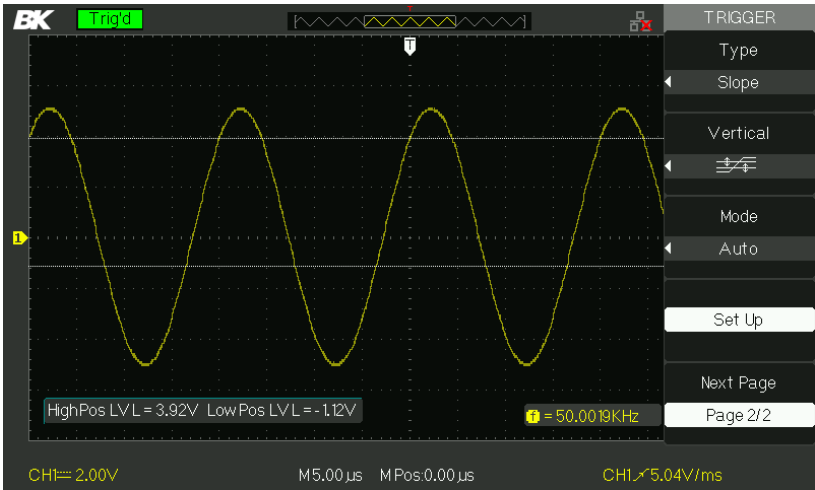 BK Trig'd TRIGGER
T
Type
Slope
Vertical
Mode
Auto
1
Set Up
Next Page
HighPos LVL = 3.92V LowPos LVL = -1.12V
f = 50.0019KHz
Page 2/2
CH1 2.00V
M5.00µs MPos:0.00µs
CH1 5.04V/ms